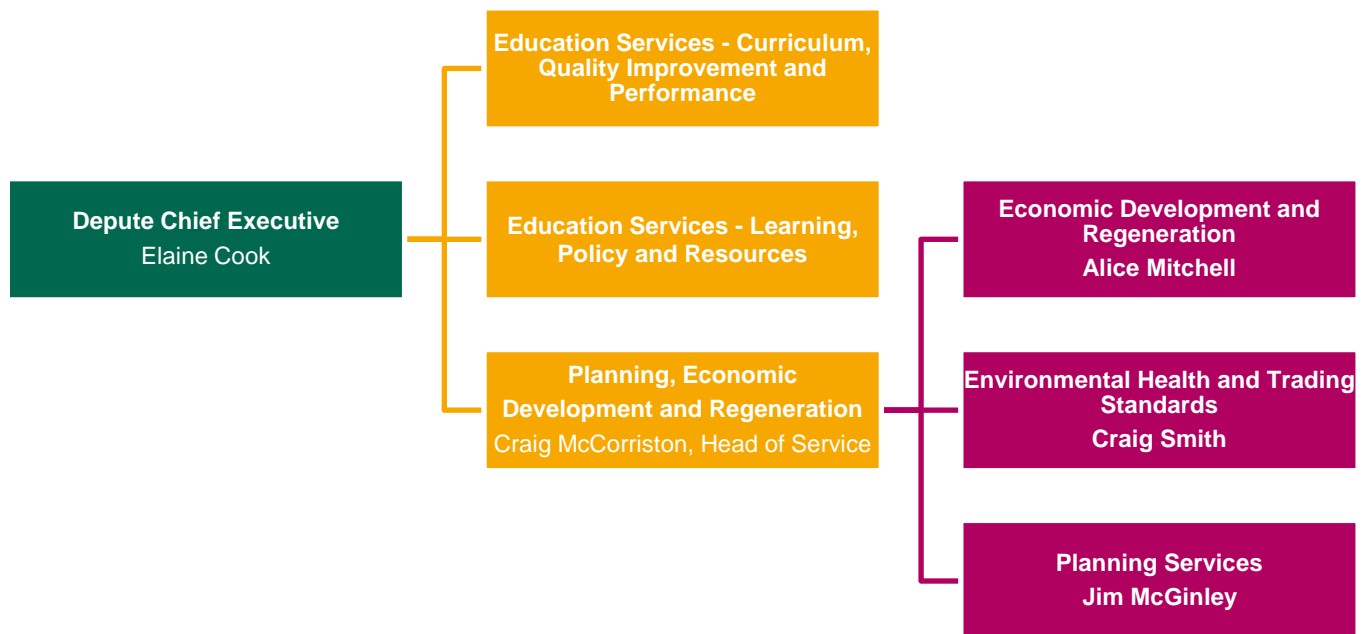 Education Services - Curriculum,
Quality Improvement and
Performance
Depute Chief Executive
Elaine Cook
Education Services - Learning,
Policy and Resources
Economic Development and
Regeneration
Alice Mitchell
Planning, Economic
Development and Regeneration
Craig McCorriston, Head of Service
Environmental Health and Trading
Standards
Craig Smith
Planning Services
Jim McGinley